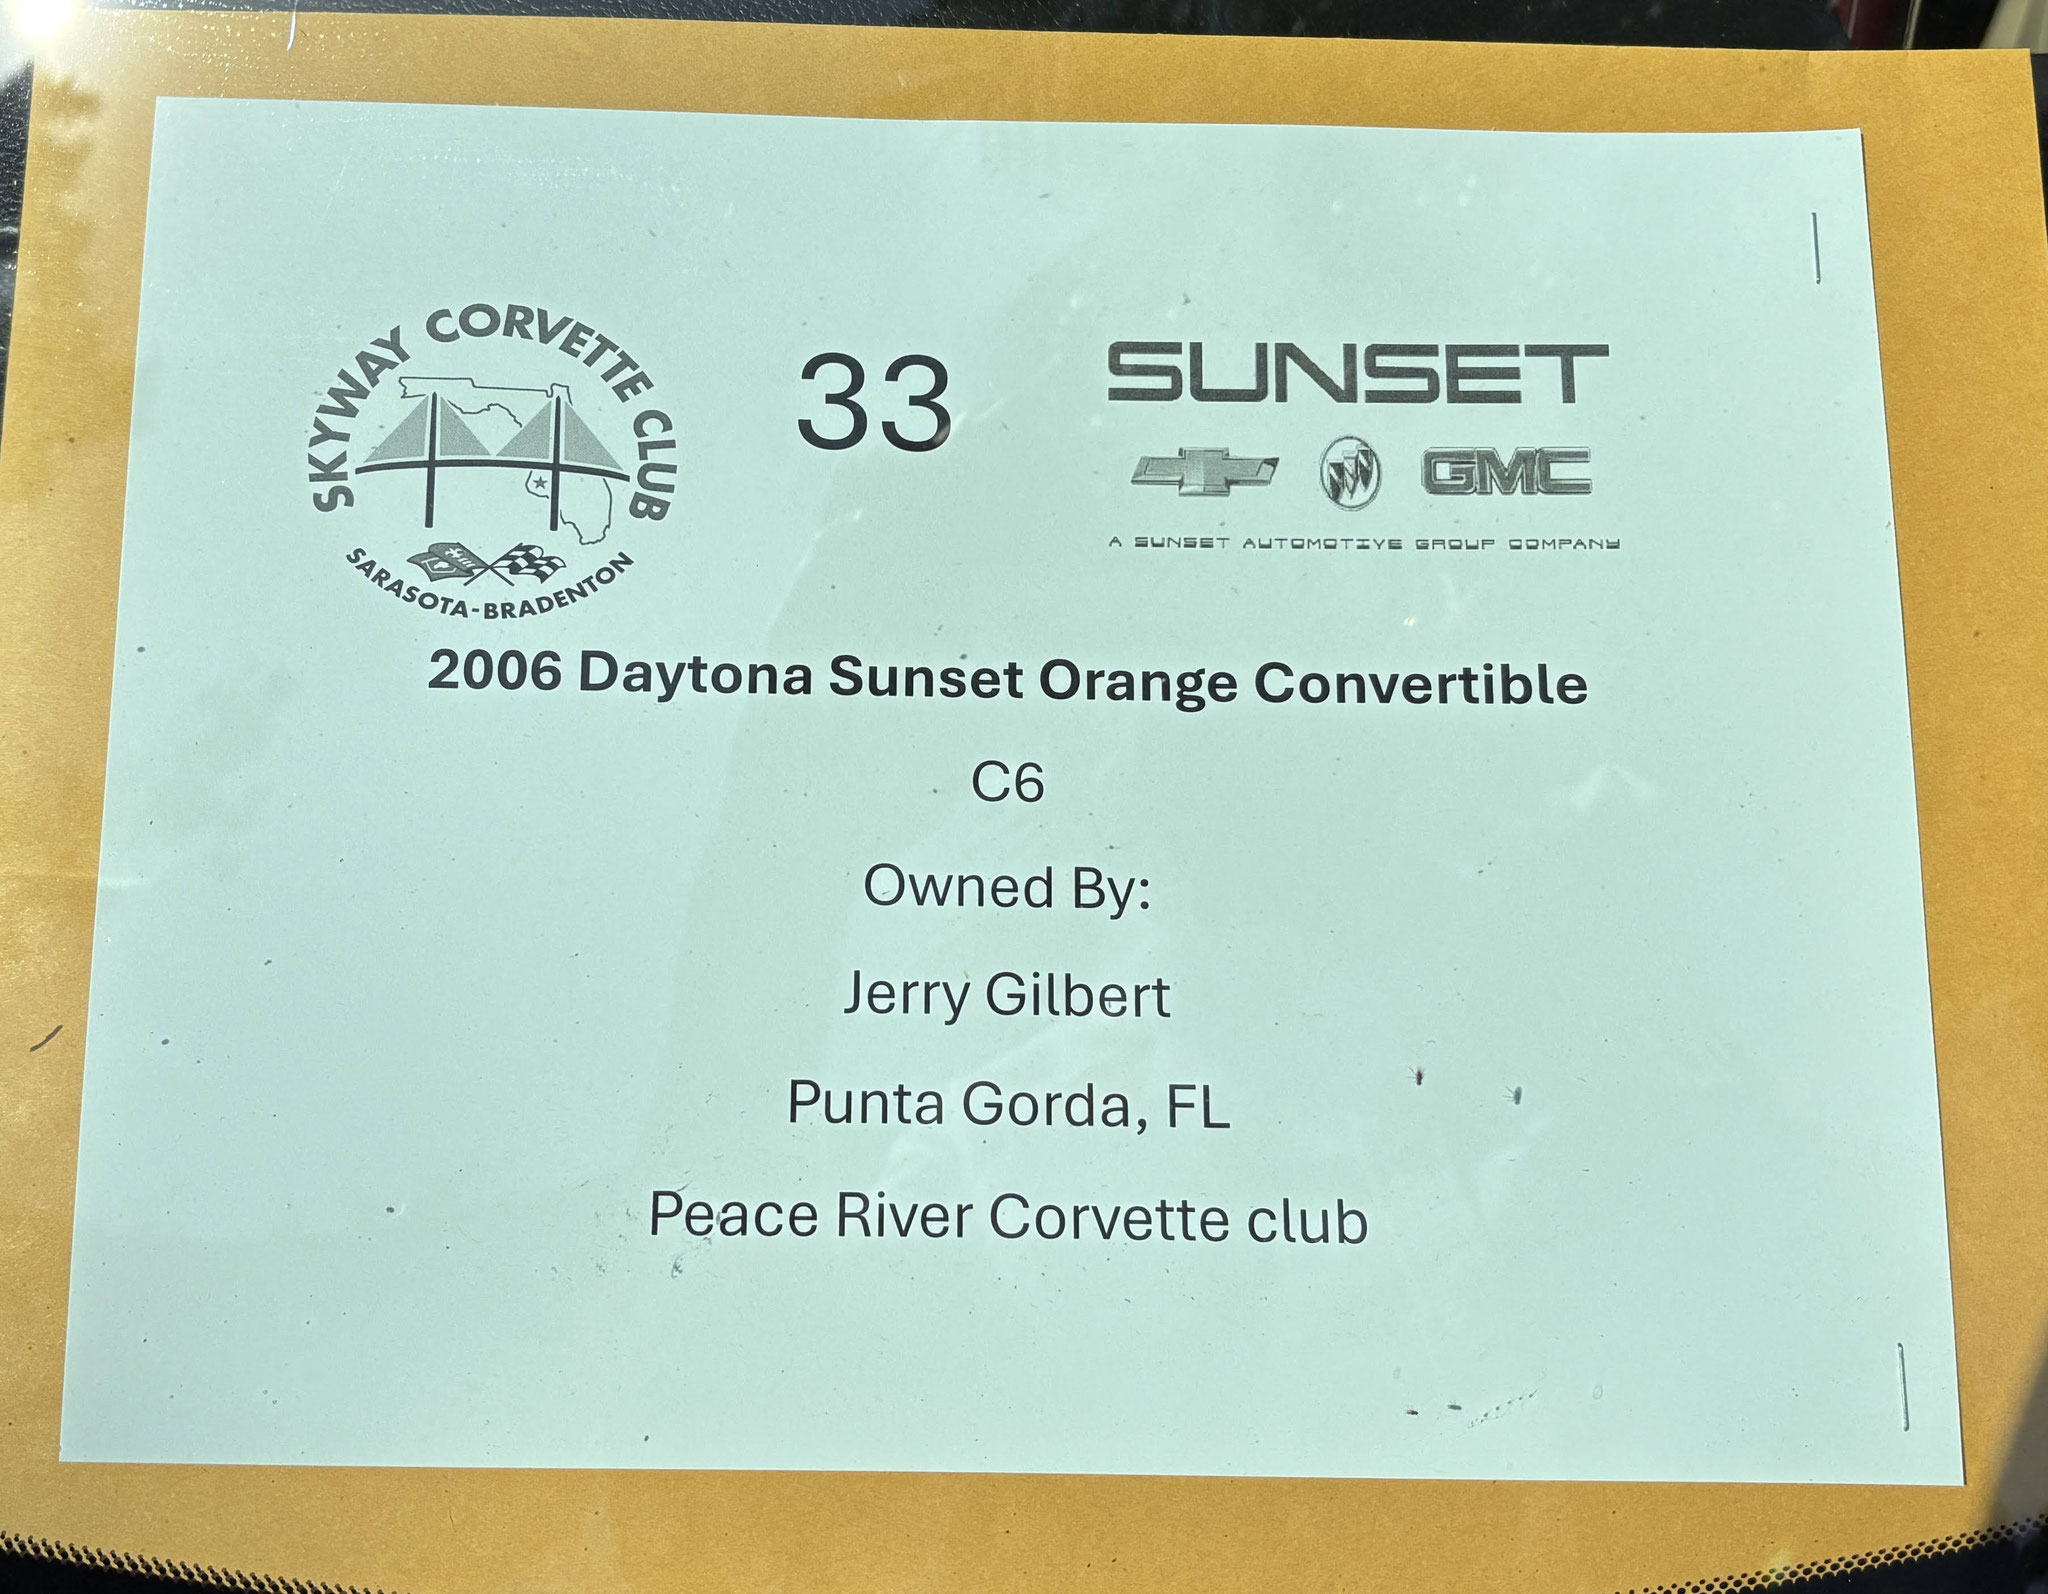 SKYWAY CORVETTE CLUB
SARASOTA-BRADENTON
33
SUNSET
GMC
A SUNSET AUTOMOTIVE GROUP COMPANY
2006 Daytona Sunset Orange Convertible
C6
Owned By:
Jerry Gilbert
Punta Gorda, FL
Peace River Corvette club